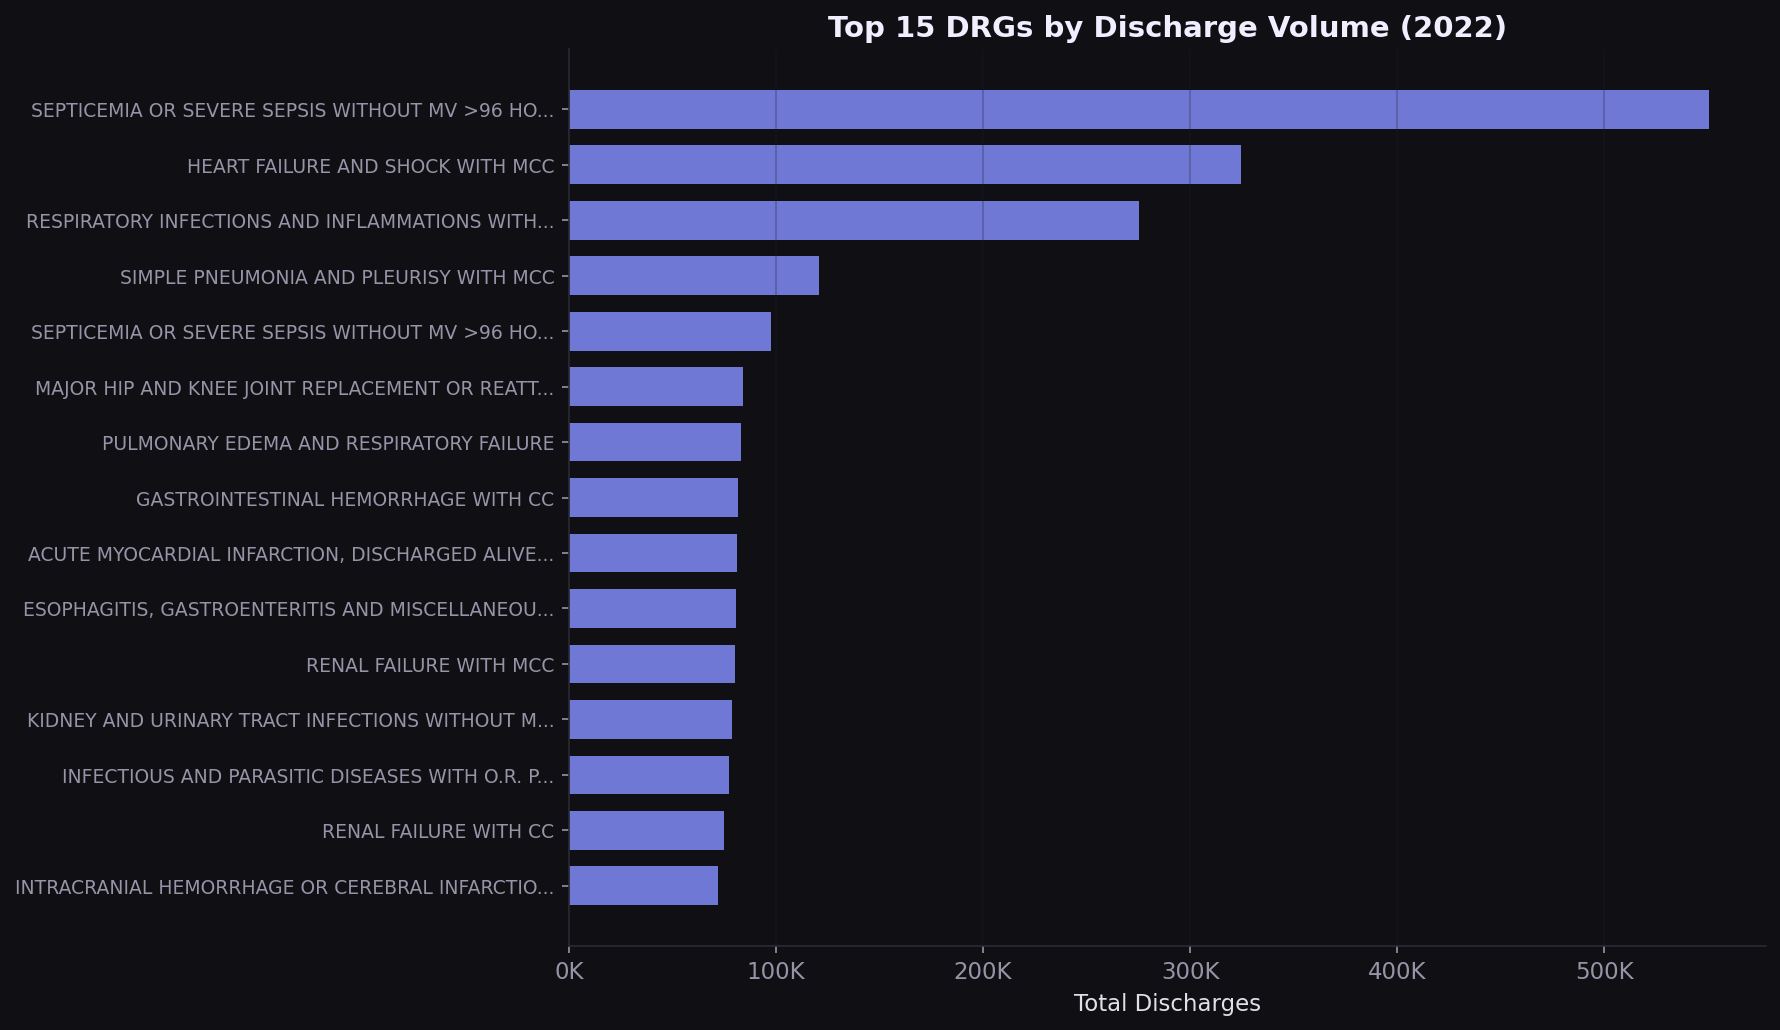 Top 15 DRGs by Discharge Volume (2022)
SEPTICEMIA OR SEVERE SEPSIS WITHOUT MV >96 HO...
HEART FAILURE AND SHOCK WITH MCC
RESPIRATORY INFECTIONS AND INFLAMMATIONS WITH...
SIMPLE PNEUMONIA AND PLEURISY WITH MCC
SEPTICEMIA OR SEVERE SEPSIS WITHOUT MV >96 HO...
MAJOR HIP AND KNEE JOINT REPLACEMENT OR REATT...
PULMONARY EDEMA AND RESPIRATORY FAILURE
GASTROINTESTINAL HEMORRHAGE WITH CC
ACUTE MYOCARDIAL INFARCTION, DISCHARGED ALIVE...
ESOPHAGITIS, GASTROENTERITIS AND MISCELLANEOU...
RENAL FAILURE WITH MCC
KIDNEY AND URINARY TRACT INFECTIONS WITHOUT M...
INFECTIOUS AND PARASITIC DISEASES WITH O.R. P...
RENAL FAILURE WITH CC
INTRACRANIAL HEMORRHAGE OR CEREBRAL INFARCTIO...
0K 100K 200K 300K 400K 500K
Total Discharges